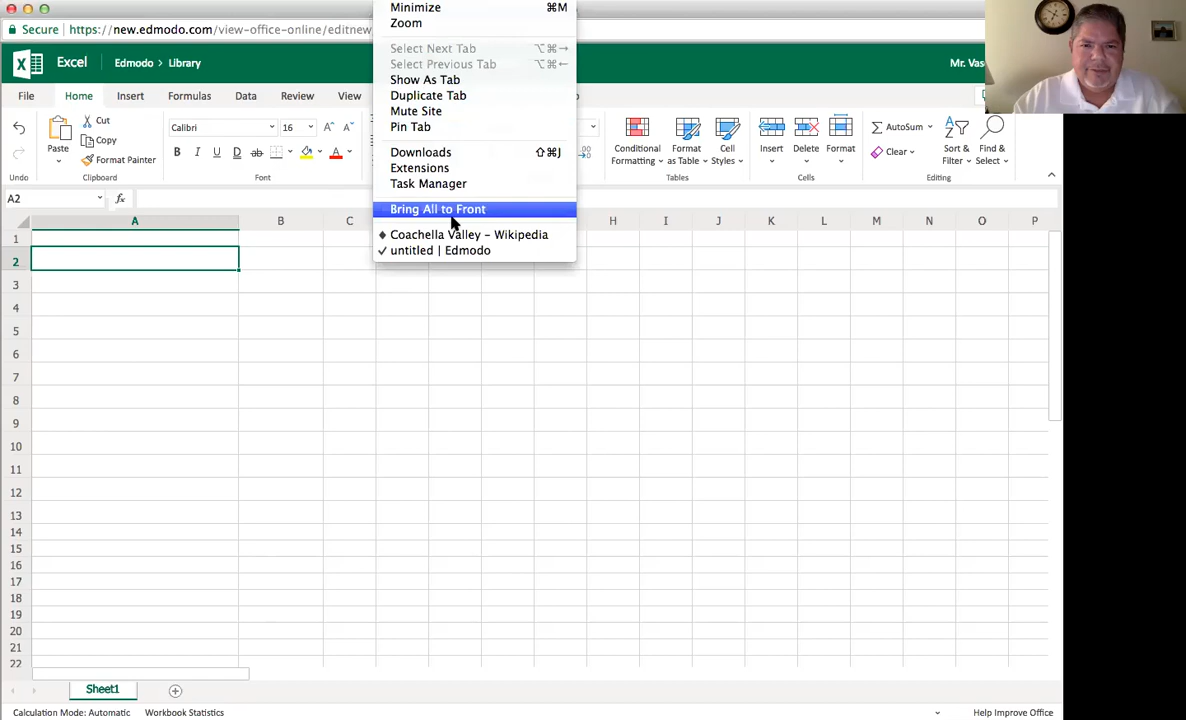 Minimize ⌘M
Zoom
Select Next Tab ⌥⌘→
Select Previous Tab ⌥⌘←
Show As Tab
Duplicate Tab
Mute Site
Pin Tab
Downloads ⇧⌘J
Extensions
Task Manager
Bring All to Front
Coachella Valley – Wikipedia
✓ untitled | Edmodo
Secure https://new.edmodo.com/view-office-online/editnew
Excel Edmodo › Library Mr. Vas
File Home Insert Formulas Data Review View
Calibri 16
Cut
Copy
Format Painter
Paste
B I U D ab A
Conditional Formatting
Format as Table
Cell Styles
Insert Delete Format
AutoSum
Clear
Sort & Filter
Find & Select
Undo Clipboard Font Tables Cells Editing
A2 fx
A B C H I J K L M N O P
1
2
3
4
5
6
7
8
9
10
11
12
13
14
15
16
17
18
19
20
21
22
Sheet1
Calculation Mode: Automatic Workbook Statistics Help Improve Office